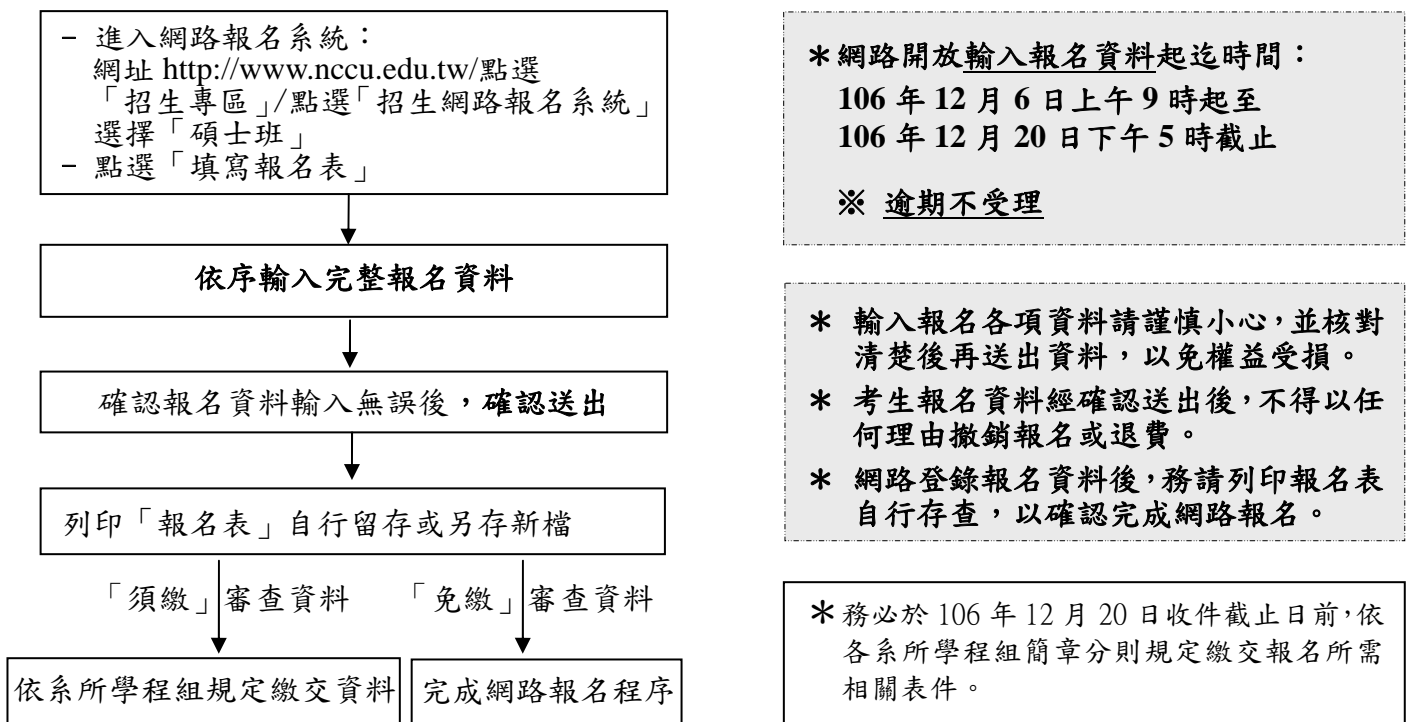 – 進入網路報名系統：
網址 http://www.nccu.edu.tw/點選
「招生專區」/點選「招生網路報名系統」
選擇「碩士班」
– 點選「填寫報名表」
依序輸入完整報名資料
確認報名資料輸入無誤後，確認送出
列印「報名表」自行留存或另存新檔
「須繳」審查資料
「免繳」審查資料
依系所學程組規定繳交資料
完成網路報名程序
＊網路開放輸入報名資料起迄時間：
106 年 12 月 6 日上午 9 時起至
106 年 12 月 20 日下午 5 時截止
※ 逾期不受理
＊ 輸入報名各項資料請謹慎小心，並核對
清楚後再送出資料，以免權益受損。
＊ 考生報名資料經確認送出後，不得以任
何理由撤銷報名或退費。
＊ 網路登錄報名資料後，務請列印報名表
自行存查，以確認完成網路報名。
＊務必於 106 年 12 月 20 日收件截止日前，依
各系所學程組簡章分則規定繳交報名所需
相關表件。